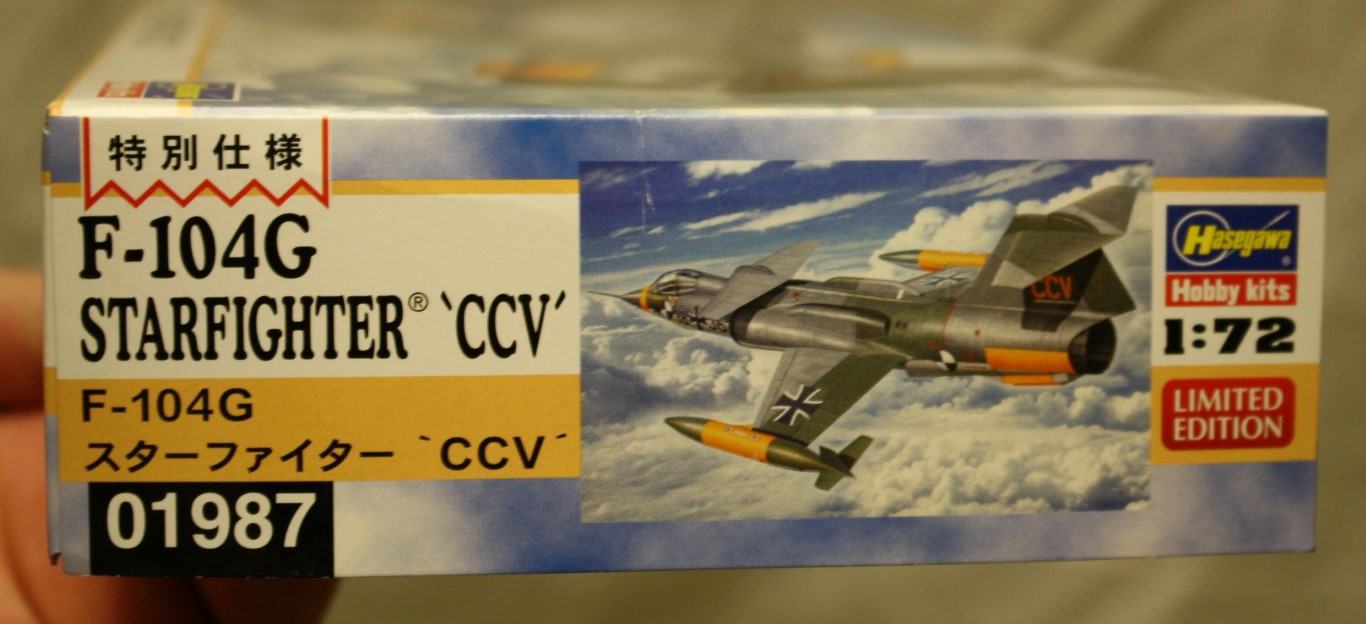 特別仕様
F-104G
STARFIGHTER® `CCV´
F-104G
スターファイター `CCV´
01987
CCV
Hasegawa®
Hobby kits
1:72
LIMITED
EDITION